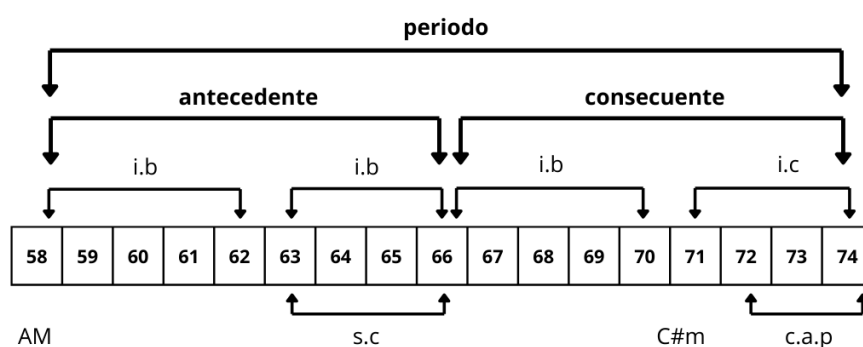 periodo
antecedente consecuente
i.b i.b i.b i.c
58 59 60 61 62 63 64 65 66 67 68 69 70 71 72 73 74
AM s.c C#m c.a.p